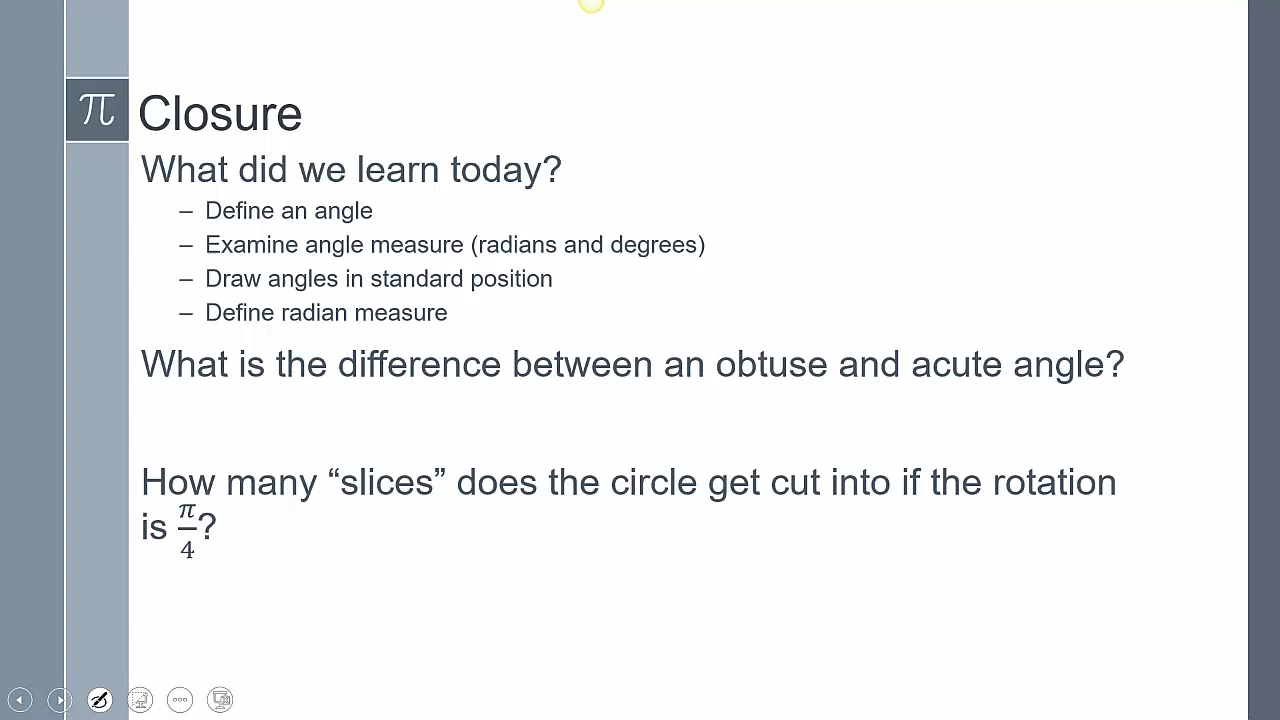 π Closure
What did we learn today?
– Define an angle
– Examine angle measure (radians and degrees)
– Draw angles in standard position
– Define radian measure
What is the difference between an obtuse and acute angle?
How many “slices” does the circle get cut into if the rotation
is π/4?